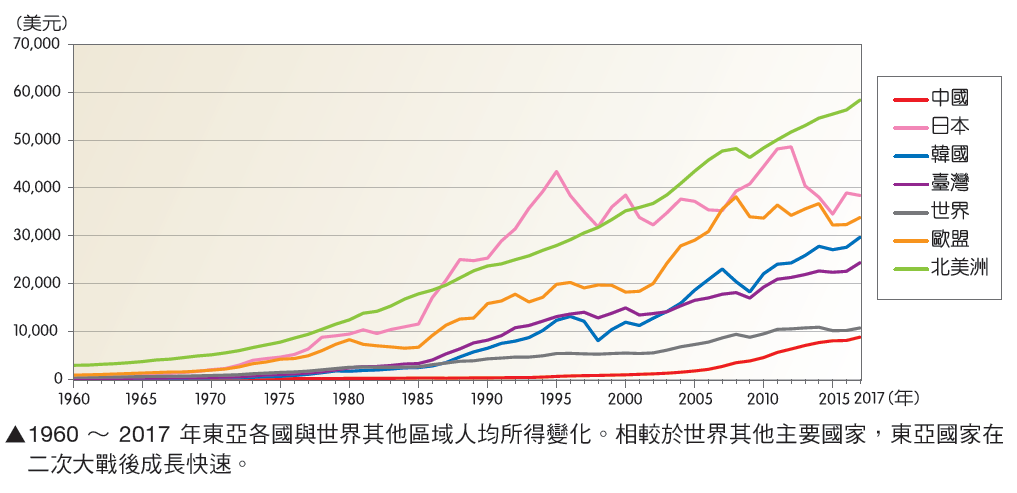 (美元)
70,000
60,000
50,000
40,000
30,000
20,000
10,000
0
1960 1965 1970 1975 1980 1985 1990 1995 2000 2005 2010 2015 2017(年)
中國
日本
韓國
臺灣
世界
歐盟
北美洲
▲1960 ～ 2017 年東亞各國與世界其他區域人均所得變化。相較於世界其他主要國家，東亞國家在
二次大戰後成長快速。